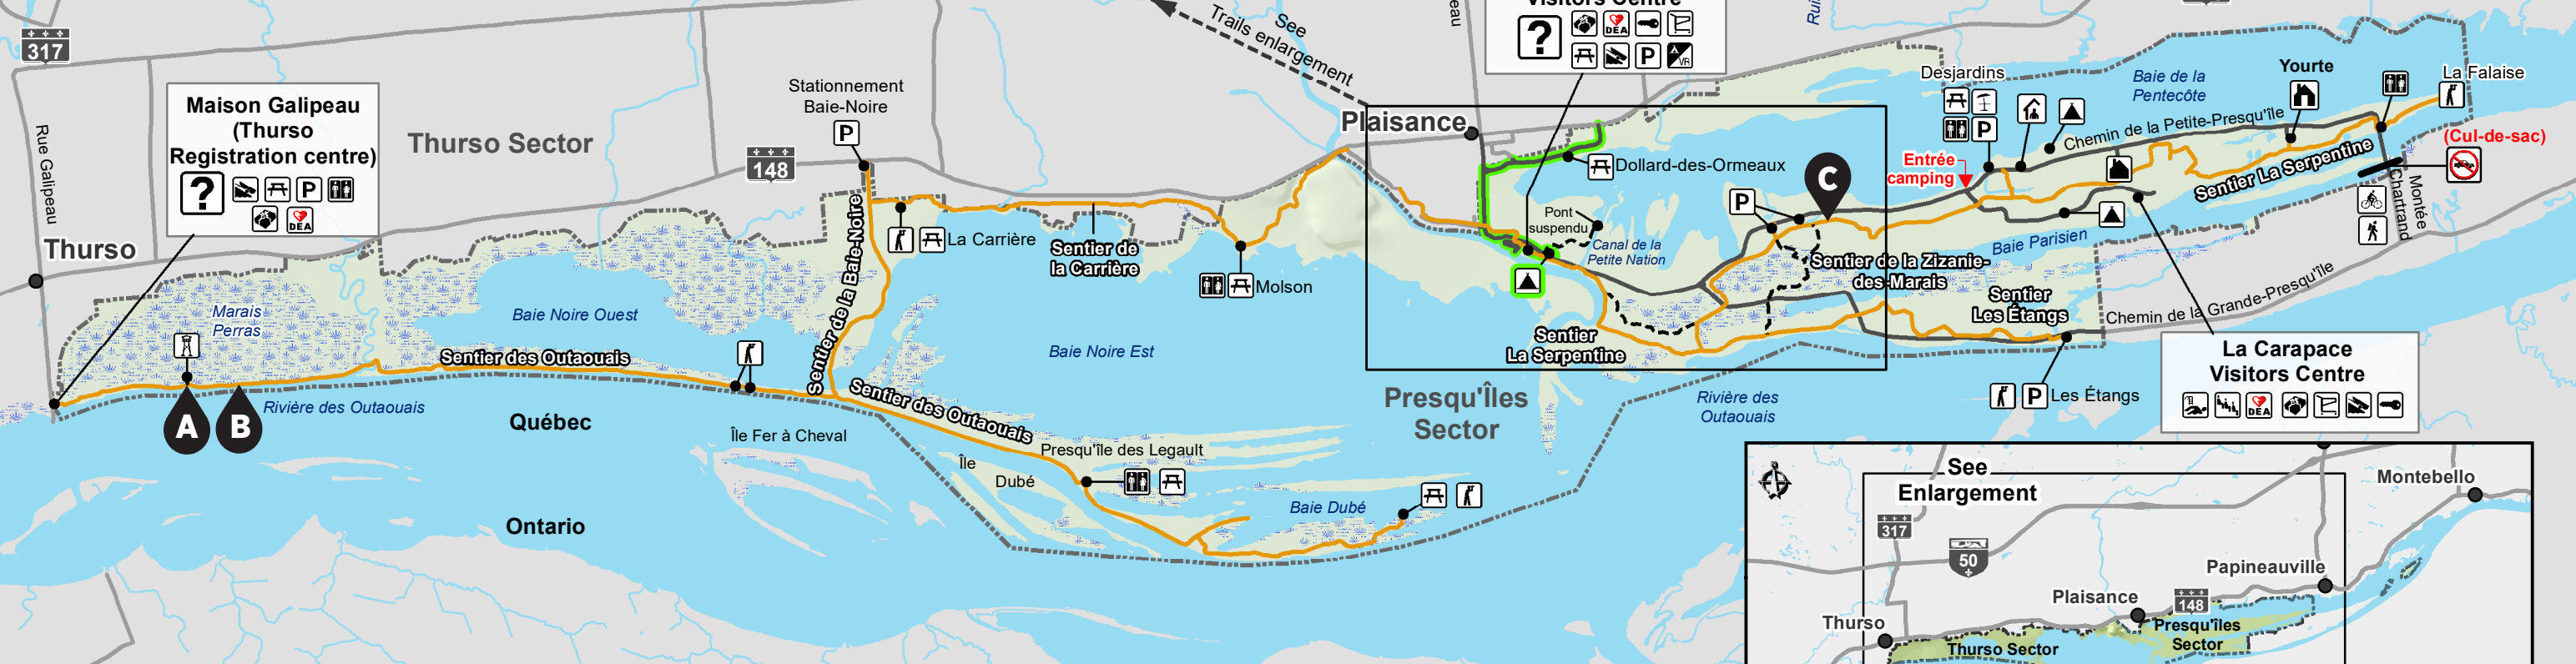 317
Rue Galipeau
Maison Galipeau
(Thurso
Registration centre)
?
P
DEA
Thurso
Marais
Perras
A
B
Rivière des Outaouais
Thurso Sector
Stationnement
Baie-Noire
P
148
Baie Noire Ouest
Sentier des Outaouais
Sentier de la Baie-Noire
Québec
Ontario
La Carrière
Sentier de
la Carrière
Molson
Baie Noire Est
Île Fer à Cheval
Sentier des Outaouais
Île
Dubé
Presqu'île des Legault
Baie Dubé
See
Trails enlargement
Plaisance
eau
Visitors Centre
?
DEA
P
VR
Dollard-des-Ormeaux
Pont
suspendu
Canal de la
Petite Nation
P
C
Sentier de la Zizanie-
des-Marais
Sentier
La Serpentine
Presqu'Îles
Sector
Rivière des
Outaouais
Rui
Desjardins
P
Entrée
camping
Baie de la
Pentecôte
Chemin de la Petite-Presqu'île
Yourte
La Falaise
(Cul-de-sac)
Sentier La Serpentine
Montée
Chartrand
Baie Parisien
Sentier
Les Étangs
Chemin de la Grande-Presqu'île
P
Les Étangs
La Carapace
Visitors Centre
DEA
See
Enlargement
317
50
Montebello
Papineauville
Plaisance
148
Thurso
Presqu'îles
Sector
Thurso Sector